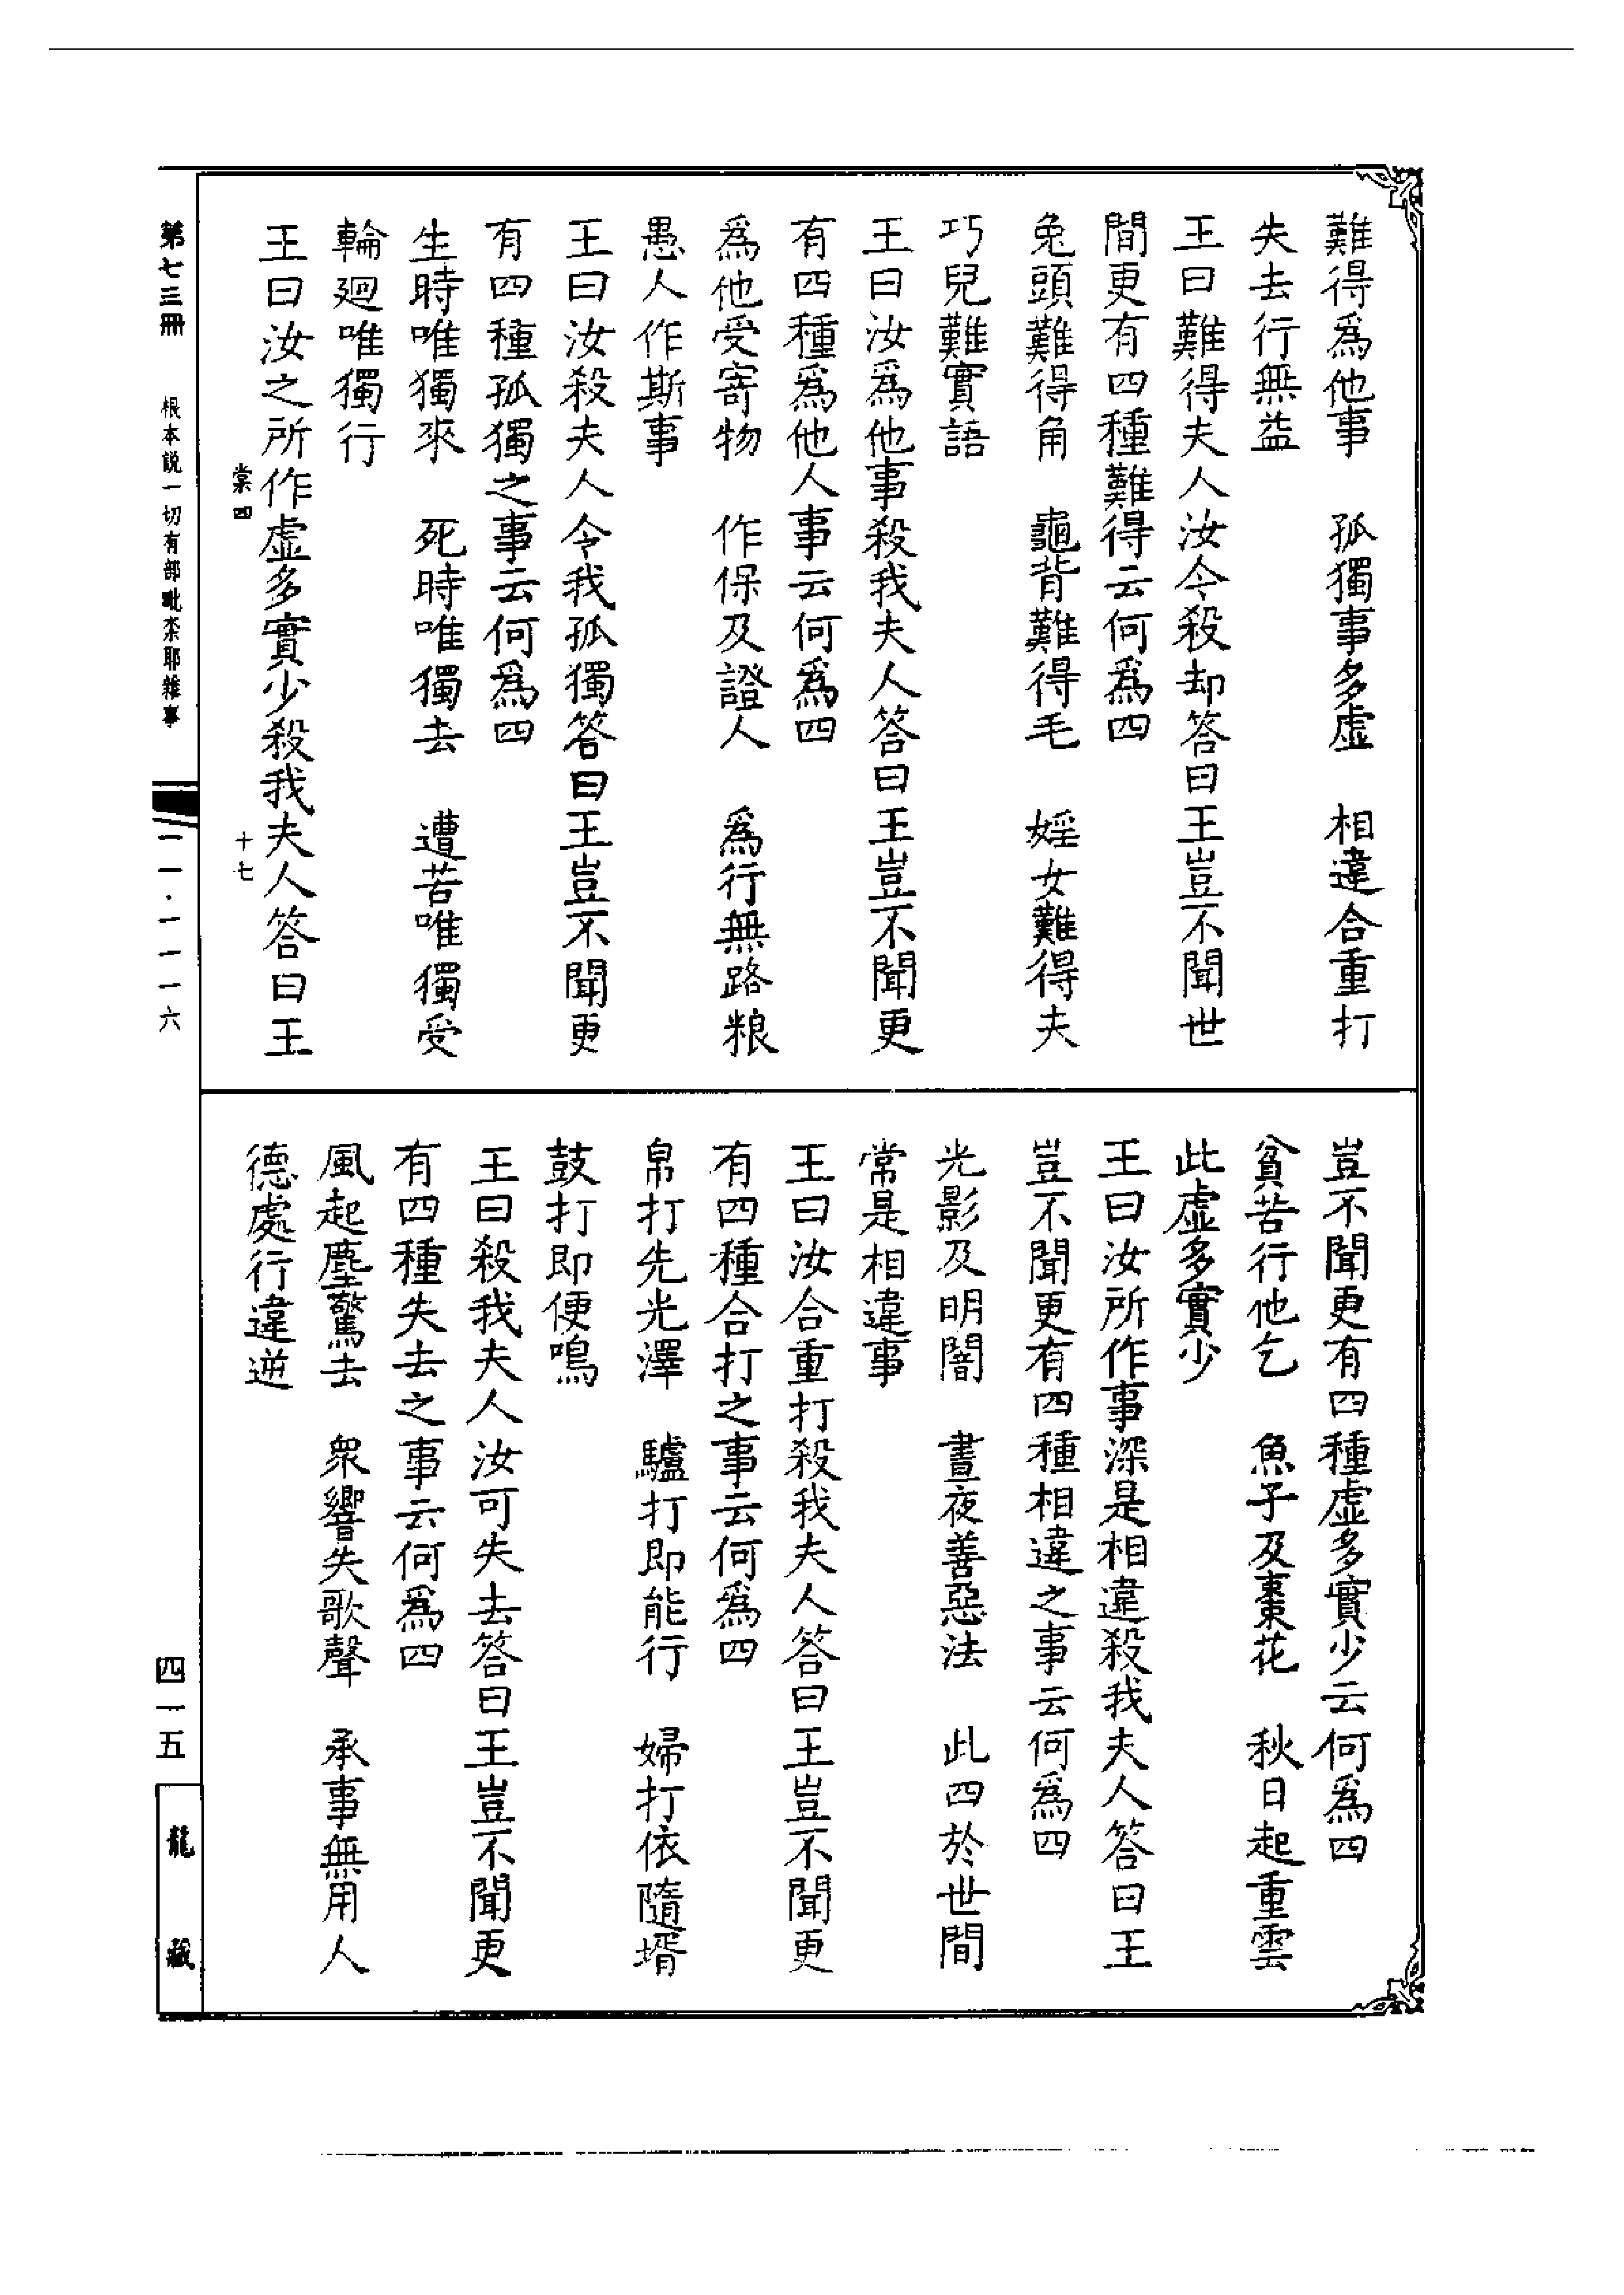 難得爲他事　孤獨事多虛　相違合重打
失去行無益
王曰難得夫人汝今殺却答曰王豈不聞世
間更有四種難得云何爲四
兔頭難得角　龜背難得毛　婬女難得夫
巧兒難實語
王曰汝爲他事殺我夫人答曰王豈不聞更
有四種爲他人事云何爲四
爲他受寄物　作保及證人　爲行無路粮
愚人作斯事
王曰汝殺夫人令我孤獨答曰王豈不聞更
有四種孤獨之事云何爲四
生時唯獨來　死時唯獨去　遭苦唯獨受
輪迴唯獨行
王曰汝之所作虛多實少殺我夫人答曰王
棠四　十七
豈不聞更有四種虛多實少云何爲四
貧苦行他乞　魚子及棗花　秋日起重雲
此虛多實少
王曰汝所作事深是相違殺我夫人答曰王
豈不聞更有四種相違之事云何爲四
光影及明闇　晝夜善惡法　此四於世間
常是相違事
王曰汝合重打殺我夫人答曰王豈不聞更
有四種合打之事云何爲四
帛打先光澤　驢打即能行　婦打依隨壻
鼓打即便鳴
王曰殺我夫人汝可失去答曰王豈不聞更
有四種失去之事云何爲四
風起塵驚去　衆響失歌聲　承事無用人
德處行違逆
第七三冊　根本説一切有部毗奈耶雜事　一一·一一一六　四一五　龍藏